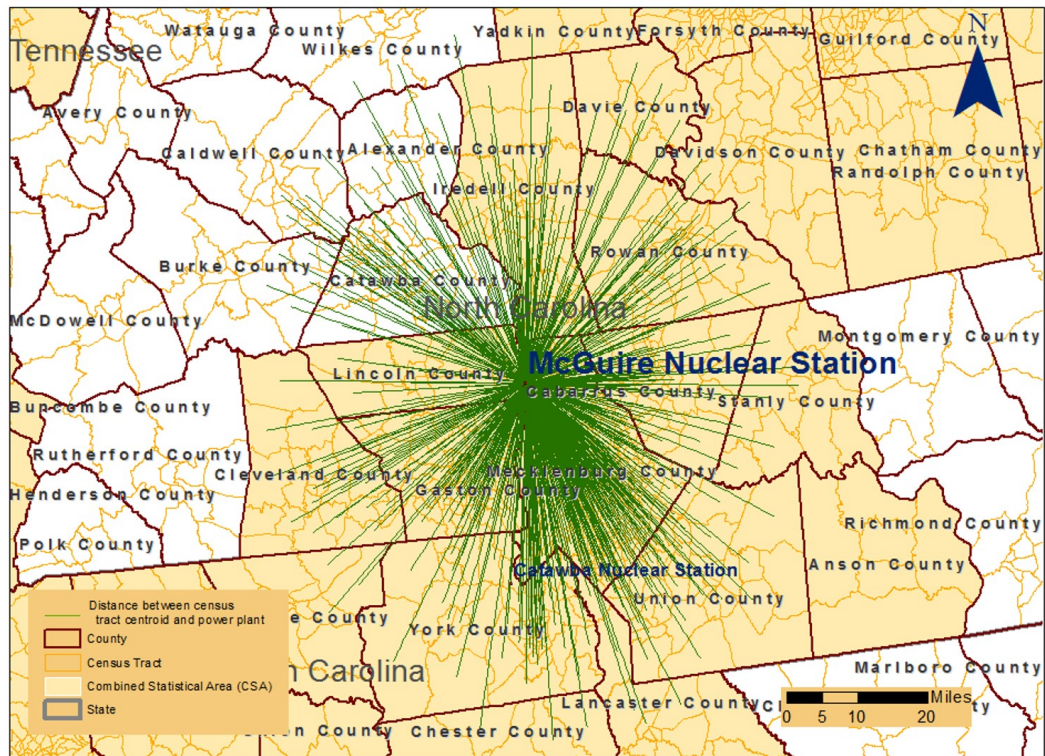 Watauga County
Tennessee
Wilkes County
Yadkin County
Forsyth County
Guilford County
N
Avery County
Davie County
Caldwell County
Alexander County
Davidson County
Chatham County
Randolph County
Iredell County
Burke County
Catawba County
Rowan County
North Carolina
McDowell County
Montgomery County
McGuire Nuclear Station
Lincoln County
Cabarrus County
Stanly County
Buncombe County
Rutherford County
Cleveland County
Mecklenburg County
Gaston County
Henderson County
Richmond County
Polk County
Catawba Nuclear Station
Anson County
Union County
Distance between census
tract centroid and power plant
County
Census Tract
Combined Statistical Area (CSA)
State
e County
York County
n Carolina
Marlboro County
Lancaster County
Miles
0 5 10 20
on County
Chester County